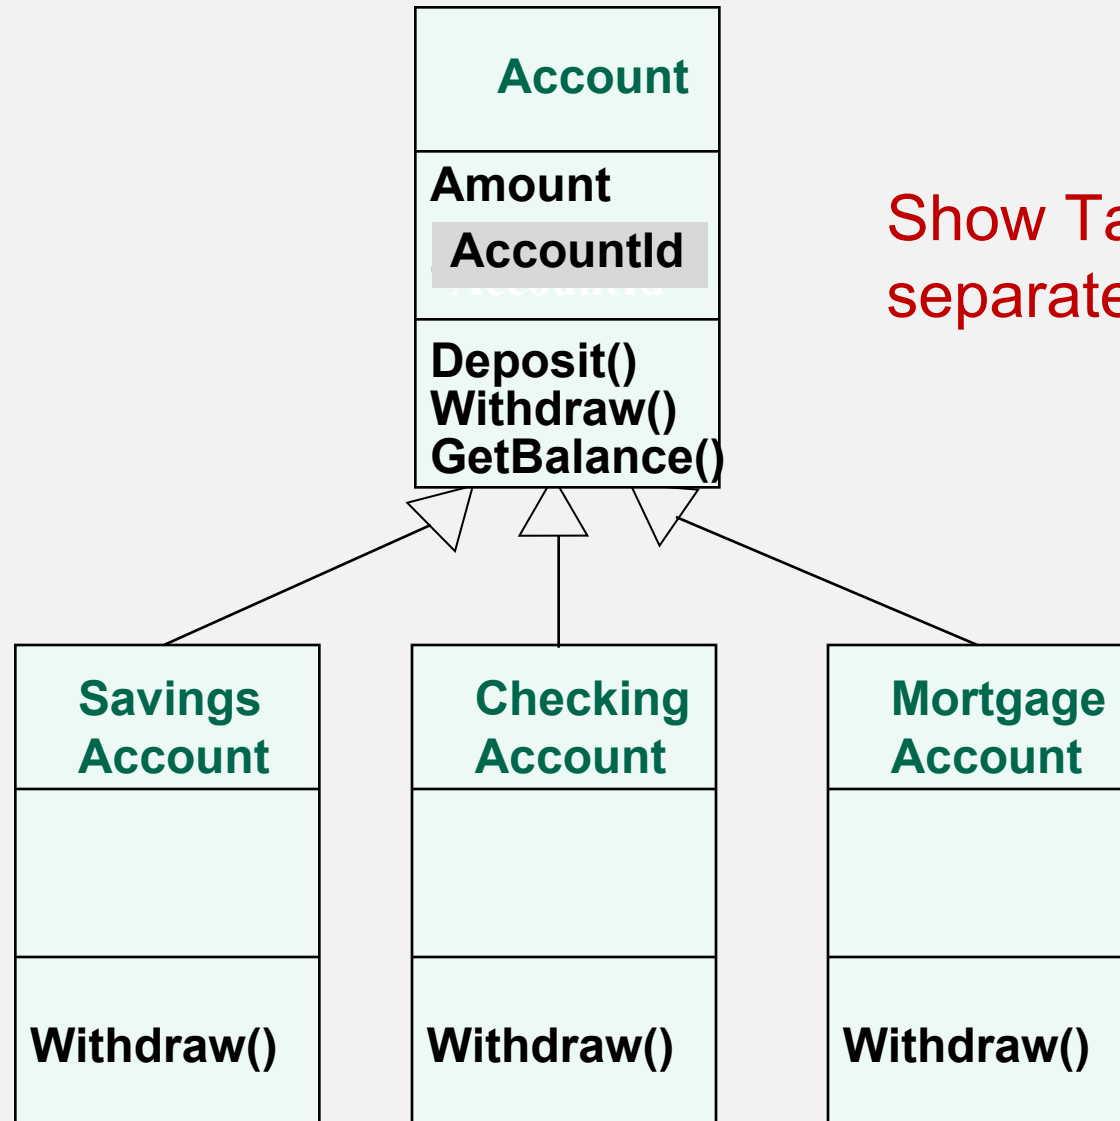 Account
Amount
AccountId
Show Ta
separate
Deposit()
Withdraw()
GetBalance()
Savings
Account
Checking
Account
Mortgage
Account
Withdraw()
Withdraw()
Withdraw()